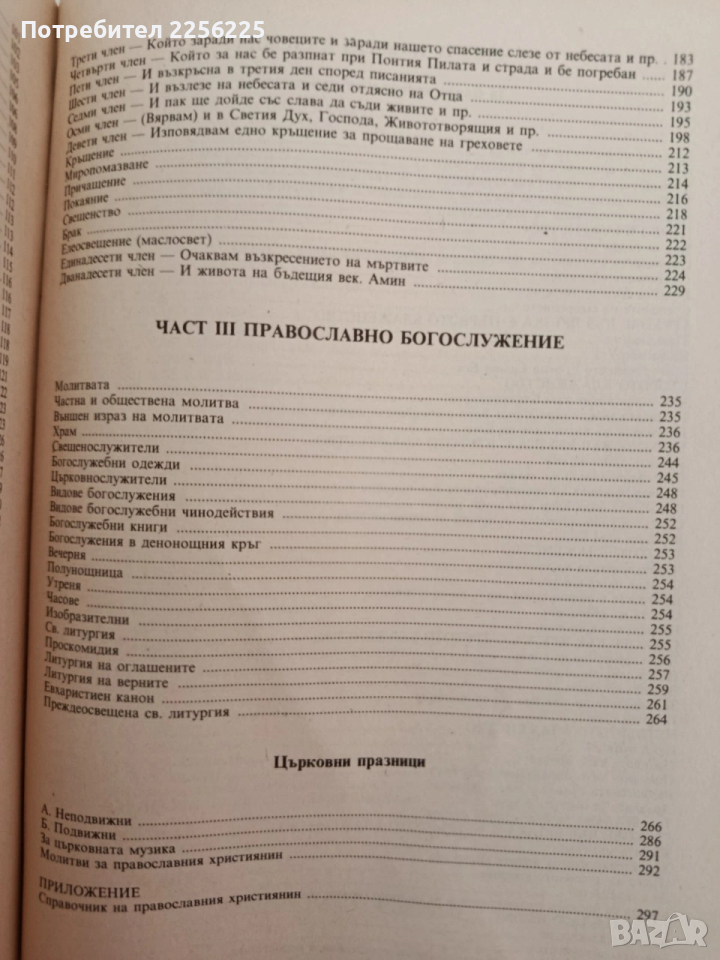 Потребител 2256295
Трети член — Който заради нас човеците и заради нашето спасение слезе от небесата и пр. 183
Четвърти член — Който за нас бе разпнат при Понтия Пилата и страда и бе погребан 187
Пети член — И възкръсна в третия ден според писанията 190
Шести член — И възлезе на небесата и седи отдясно на Отца 193
Седми член — И пак ще дойде със слава да съди живите и пр. 195
Осми член — (Вярвам) и в Светия Дух, Господа, Живототворящия и пр. 198
Девети член — Изповядвам едно кръщение за прощаване на греховете 212
Кръщение 213
Миропомазване 214
Причащение 216
Покаяние 218
Свещенство 221
Брак 222
Елеосвещение (маслосвет) 223
Единадесети член — Очаквам възкресението на мъртвите 224
Дванадесети член — И живота на бъдещия век. Амин 229
ЧАСТ III ПРАВОСЛАВНО БОГОСЛУЖЕНИЕ
Молитвата 235
Частна и обществена молитва 235
Външен израз на молитвата 236
Храм 236
Свещенослужители 244
Богослужебни одежди 245
Църковнослужители 248
Видове богослужения 248
Видове богослужебни чинодействия 252
Богослужебни книги 252
Богослужения в денонощния кръг 253
Вечерня 253
Полунощница 254
Утреня 254
Часове 254
Изобразителни 255
Св. литургия 255
Проскомидия 256
Литургия на оглашените 257
Литургия на верните 259
Евхаристиен канон 261
Преждеосвещена св. литургия 264
Църковни празници
А. Неподвижни 266
Б. Подвижни 286
За църковната музика 291
Молитви за православния християнин 292
ПРИЛОЖЕНИЕ
Справочник на православния християнин 297
BAZAR